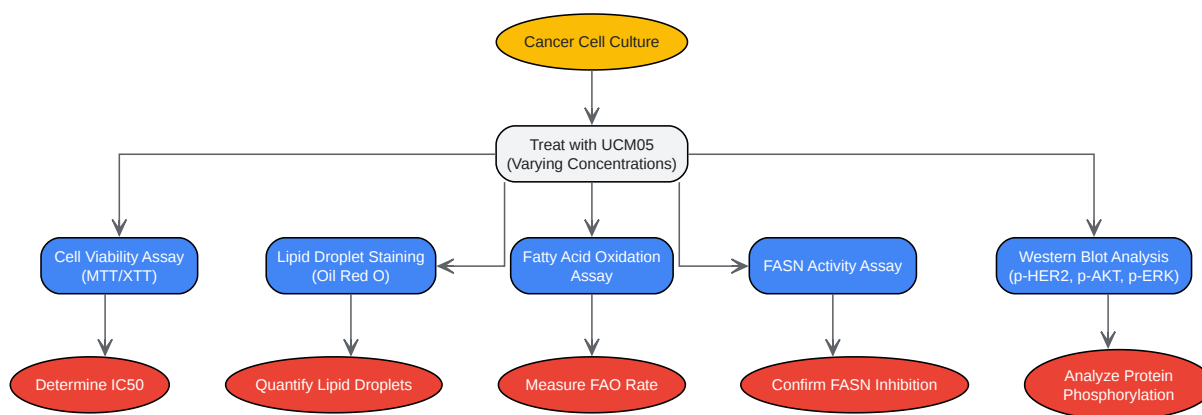 Cancer Cell Culture
Treat with UCM05
(Varying Concentrations)
Cell Viability Assay
(MTT/XTT)
Lipid Droplet Staining
(Oil Red O)
Fatty Acid Oxidation
Assay
FASN Activity Assay
Western Blot Analysis
(p-HER2, p-AKT, p-ERK)
Determine IC50
Quantify Lipid Droplets
Measure FAO Rate
Confirm FASN Inhibition
Analyze Protein
Phosphorylation